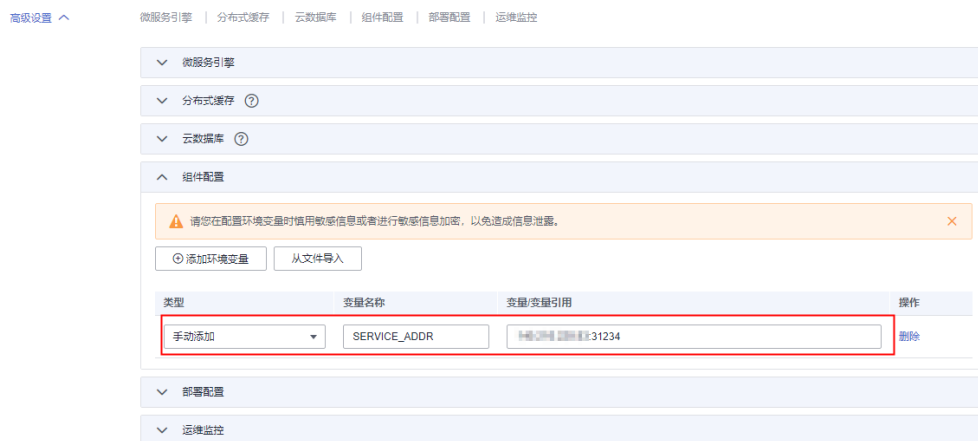 高级设置
微服务引擎 | 分布式缓存 | 云数据库 | 组件配置 | 部署配置 | 运维监控
微服务引擎
分布式缓存 ?
云数据库 ?
组件配置
请您在配置环境变量时慎用敏感信息或者进行敏感信息加密，以免造成信息泄露。
添加环境变量 从文件导入
类型 变量名称 变量/变量引用 操作
手动添加 SERVICE_ADDR :31234 删除
部署配置
运维监控